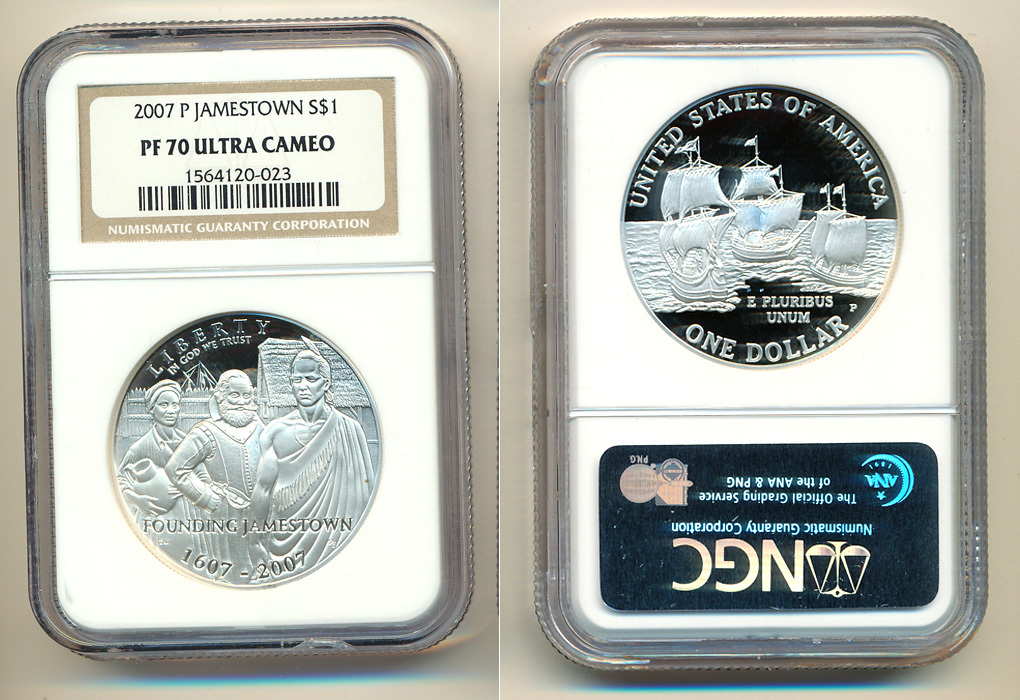 2007 P JAMESTOWN S$1
PF 70 ULTRA CAMEO
1564120-023
NUMISMATIC GUARANTY CORPORATION
LIBERTY
IN GOD WE TRUST
FOUNDING JAMESTOWN
1607 - 2007
UNITED STATES OF AMERICA
E PLURIBUS
UNUM
P
ONE DOLLAR
NGC
Numismatic Guaranty Corporation
The Official Grading Service
of the ANA & PNG
ANA
1891
PNG